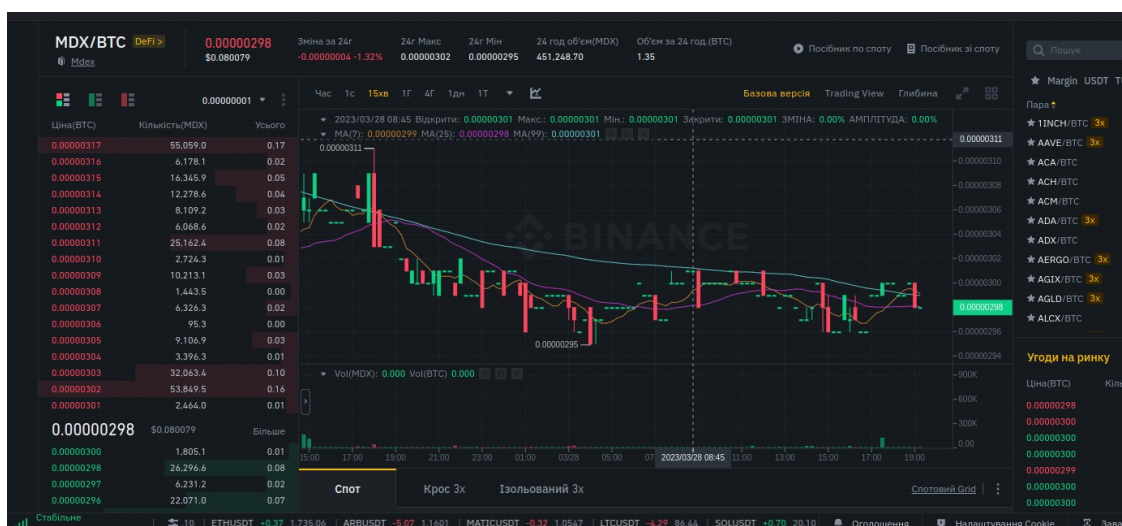 MDX/BTC DeFi > 0.00000298 Зміна за 24г 24г Макс 24г Мін 24 год об'єм(MDX) Об'єм за 24 год.(BTC) Посібник по споту Посібник зі споту
Mdex $0.080079 -0.00000004 -1.32% 0.00000302 0.00000295 451,248.70 1.35
Пошук
0.00000001
Час 1с 15хв 1Г 4Г 1дн 1Т Базова версія Trading View Глибина
Margin USDT
Ціна(BTC) Кількість(MDX) Усього
0.00000317 55,059.0 0.17
0.00000316 6,178.1 0.02
0.00000315 16,345.9 0.05
0.00000314 12,278.6 0.04
0.00000313 8,109.2 0.03
0.00000312 6,068.6 0.02
0.00000311 25,162.4 0.08
0.00000310 2,724.3 0.01
0.00000309 10,213.1 0.03
0.00000308 1,443.5 0.00
0.00000307 6,326.3 0.02
0.00000306 95.3 0.00
0.00000305 9,106.9 0.03
0.00000304 3,396.3 0.01
0.00000303 32,063.4 0.10
0.00000302 53,849.5 0.16
0.00000301 2,464.0 0.01
0.00000298 $0.080079 Більше
0.00000300 1,805.1 0.01
0.00000298 26,296.6 0.08
0.00000297 6,231.2 0.02
0.00000296 22,071.0 0.07
2023/03/28 08:45 Відкрити: 0.00000301 Макс.: 0.00000301 Мін.: 0.00000301 Закрити: 0.00000301 ЗМІНА: 0.00% АМПЛІТУДА: 0.00%
MA(7): 0.00000299 MA(25): 0.00000298 MA(99): 0.00000301
0.00000311
0.00000311
0.00000310
0.00000308
0.00000306
0.00000304
BINANCE
0.00000300
0.00000298
0.00000296
0.00000295
0.00000294
Vol(MDX): 0.000 Vol(BTC) 0.000
900K
600K
300K
0.00
15:00 17:00 19:00 21:00 23:00 01:00 03/28 05:00 07 2023/03/28 08:45 11:00 13:00 15:00 17:00 19:00
Спот Крос 3x Ізольований 3x Спотовий Grid
Пара
1INCH/BTC 3x
AAVE/BTC 3x
ACA/BTC
ACH/BTC
ACM/BTC
ADA/BTC 3x
ADX/BTC
AERGO/BTC 3x
AGIX/BTC 3x
AGLD/BTC 3x
ALCX/BTC
Угоди на ринку
Ціна(BTC)
0.00000298
0.00000300
0.00000300
0.00000300
0.00000299
0.00000300
0.00000300
Стабільне 10 ETHUSDT +0.37 1,735.06 ARBUSDT -5.07 1.1601 MATICUSDT -0.32 1.0547 LTCUSDT -4.29 86.44 SOLUSDT +0.70 20.10 Оголошення Налаштування Cookie